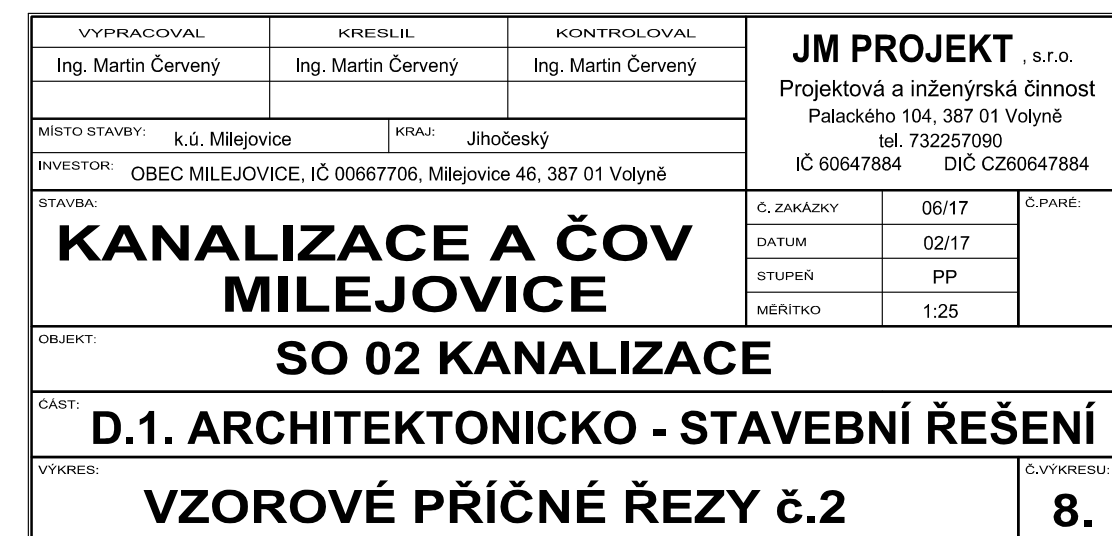 VYPRACOVAL KRESLIL KONTROLOVAL
Ing. Martin Červený Ing. Martin Červený Ing. Martin Červený
MÍSTO STAVBY: k.ú. Milejovice KRAJ: Jihočeský
INVESTOR: OBEC MILEJOVICE, IČ 00667706, Milejovice 46, 387 01 Volyně
JM PROJEKT , s.r.o.
Projektová a inženýrská činnost
Palackého 104, 387 01 Volyně
tel. 732257090
IČ 60647884 DIČ CZ60647884
STAVBA:
KANALIZACE A ČOV
MILEJOVICE
Č. ZAKÁZKY 06/17
DATUM 02/17
STUPEŇ PP
MĚŘÍTKO 1:25
Č.PARÉ:
OBJEKT: SO 02 KANALIZACE
ČÁST: D.1. ARCHITEKTONICKO - STAVEBNÍ ŘEŠENÍ
VÝKRES: VZOROVÉ PŘÍČNÉ ŘEZY č.2
Č.VÝKRESU:
8.